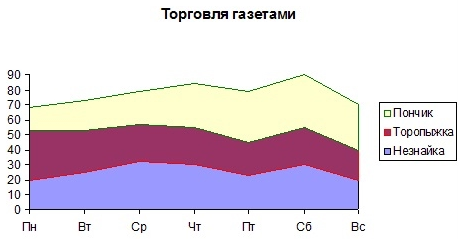 Торговля газетами
90
80
70
60
50
40
30
20
10
0
Пн Вт Ср Чт Пт Сб Вс
Пончик
Торопыжка
Незнайка